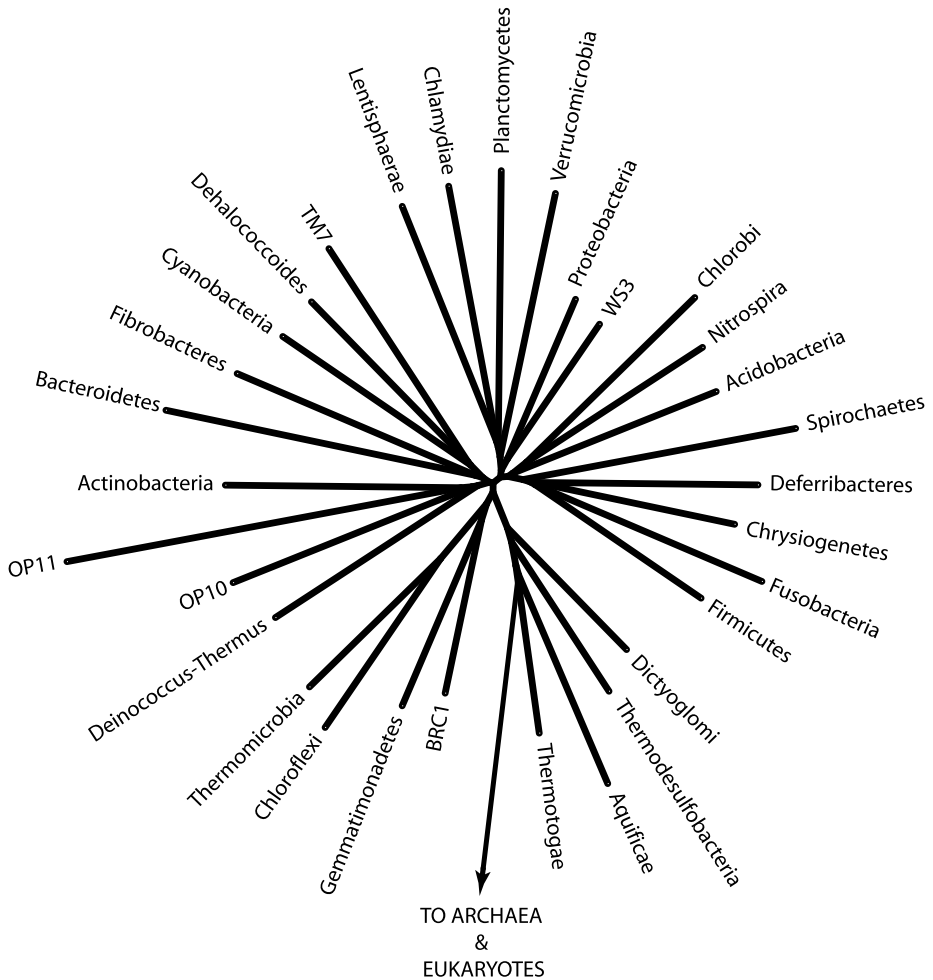 Planctomycetes
Verrucomicrobia
Proteobacteria
WS3
Chlorobi
Nitrospira
Acidobacteria
Spirochaetes
Deferribacteres
Chrysiogenetes
Fusobacteria
Firmicutes
Dictyoglomi
Thermodesulfobacteria
Aquificae
Thermotogae
TO ARCHAEA
&
EUKARYOTES
BRC1
Gemmatimonadetes
Chloroflexi
Thermomicrobia
Deinococcus-Thermus
OP10
OP11
Actinobacteria
Bacteroidetes
Fibrobacteres
Cyanobacteria
Dehalococcoides
TM7
Lentisphaerae
Chlamydiae